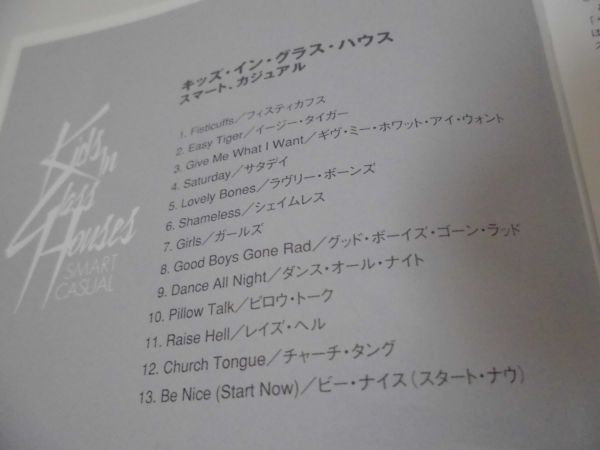 Kids In
Glass
Houses
SMART
CASUAL
キッズ・イン・グラス・ハウス
スマート、カジュアル
1. Fisticuffs／フィスティカフス
2. Easy Tiger／イージー・タイガー
3. Give Me What I Want／ギヴ・ミー・ホワット・アイ・ウォント
4. Saturday／サタデイ
5. Lovely Bones／ラヴリー・ボーンズ
6. Shameless／シェイムレス
7. Girls／ガールズ
8. Good Boys Gone Rad／グッド・ボーイズ・ゴーン・ラッド
9. Dance All Night／ダンス・オール・ナイト
10. Pillow Talk／ピロウ・トーク
11. Raise Hell／レイズ・ヘル
12. Church Tongue／チャーチ・タング
13. Be Nice (Start Now)／ビー・ナイス（スタート・ナウ）